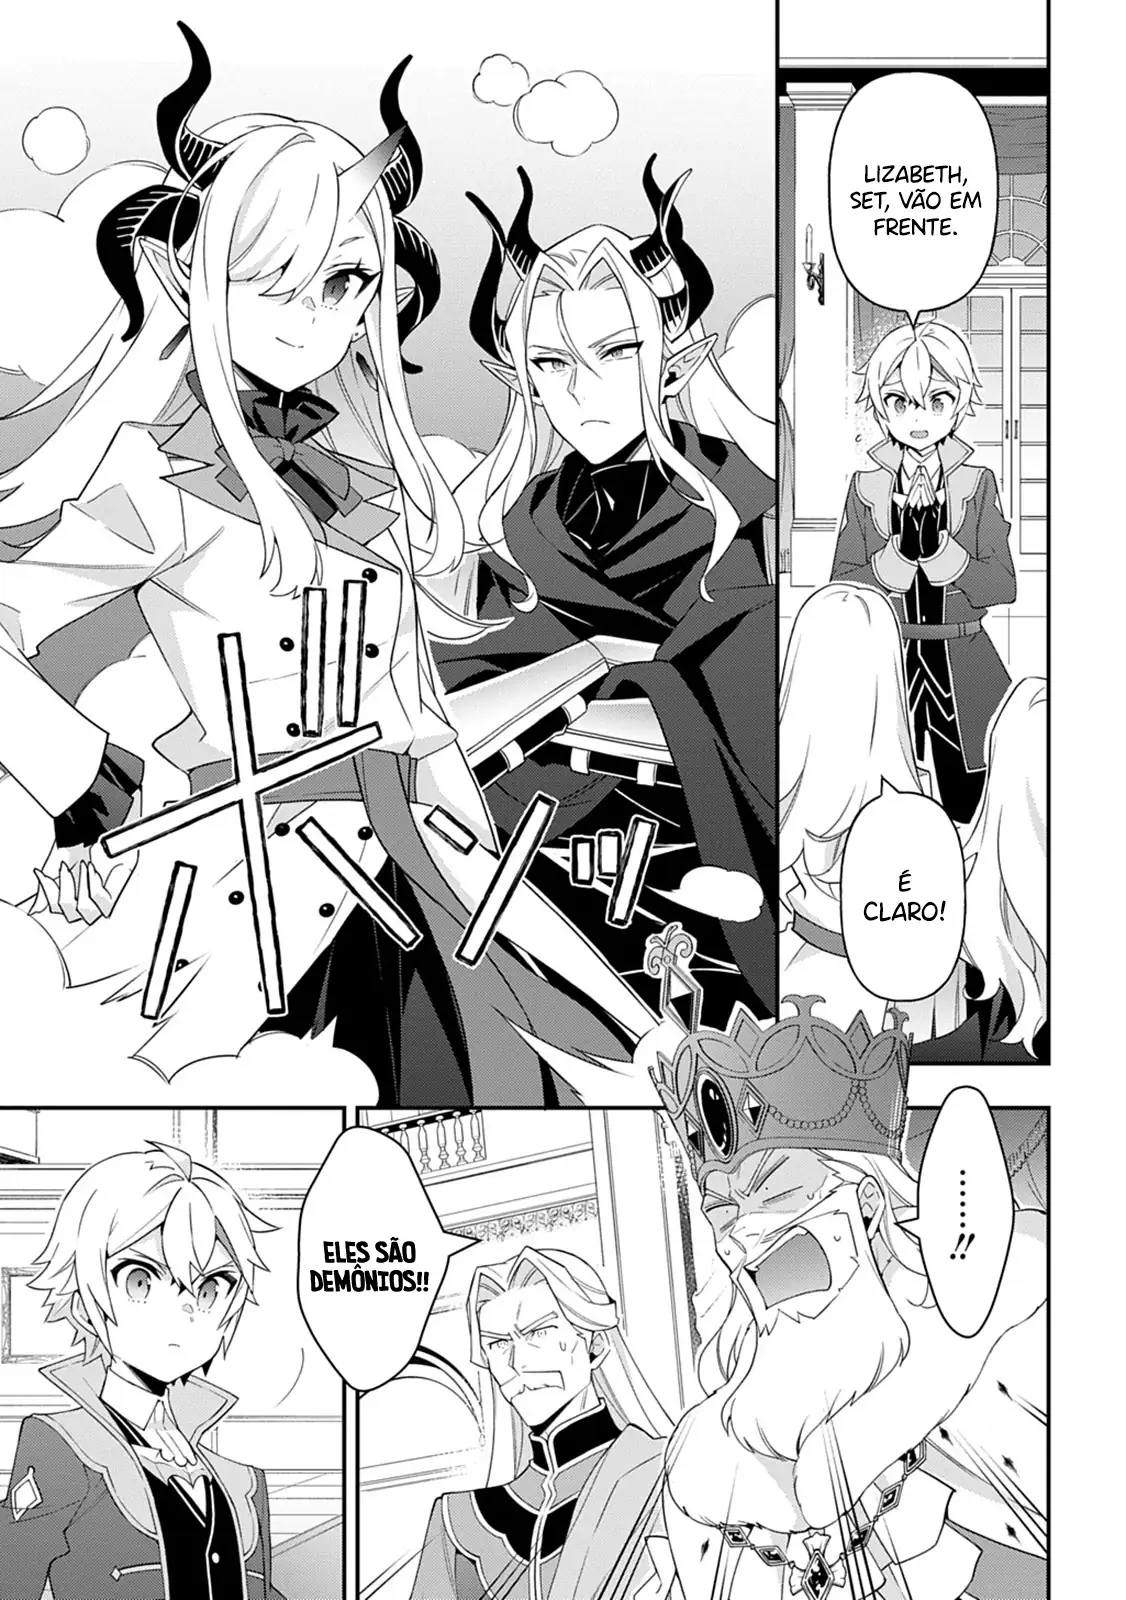 LIZABETH,
SET, VÃO EM
FRENTE.
É
CLARO!
......!!
ELES SÃO
DEMÔNIOS!!